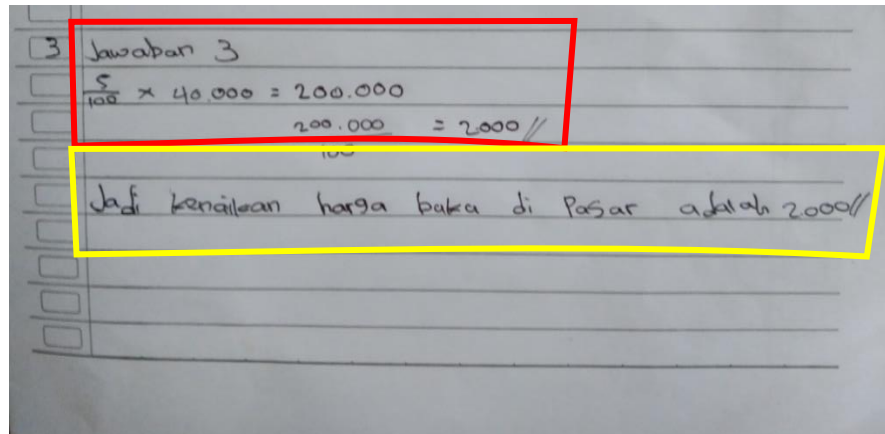 3 Jawaban 3
5/100 x 40.000 = 200.000
200.000/100 = 2000//
Jadi kenaikan harga baka di Pasar adalah 2000//